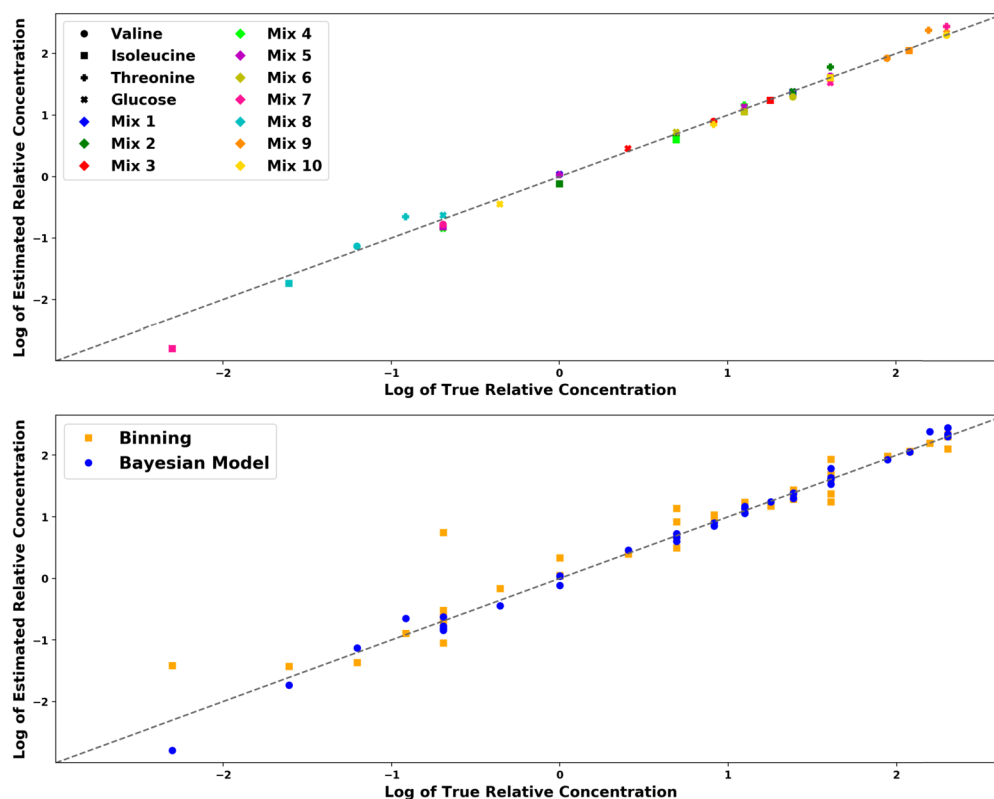 Log of Estimated Relative Concentration
2
1
0
−1
−2
Valine
Isoleucine
Threonine
Glucose
Mix 1
Mix 2
Mix 3
Mix 4
Mix 5
Mix 6
Mix 7
Mix 8
Mix 9
Mix 10
−2
−1
0
1
2
Log of True Relative Concentration
Log of Estimated Relative Concentration
2
1
0
−1
−2
Binning
Bayesian Model
−2
−1
0
1
2
Log of True Relative Concentration